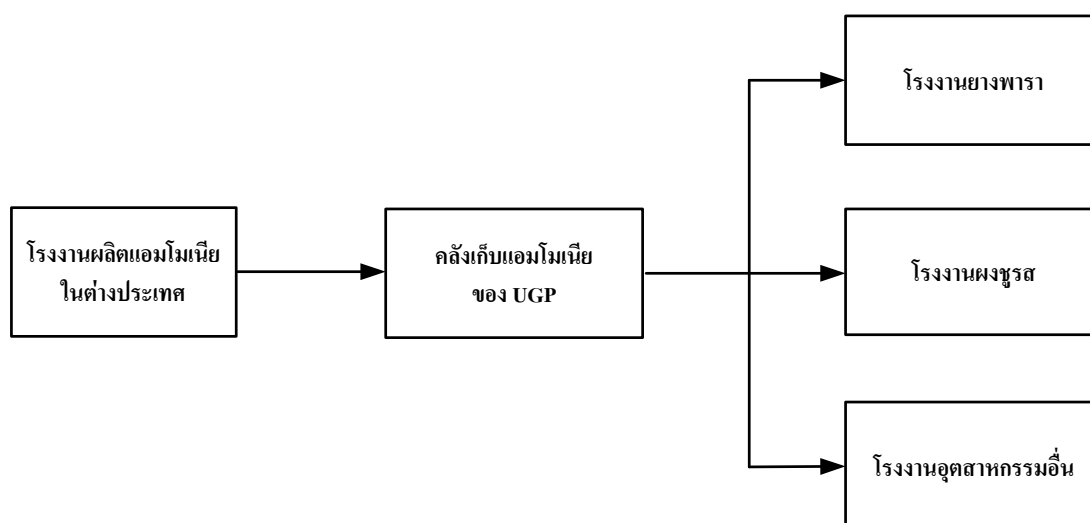 โรงงานยางพารา
โรงงานผลิตแอมโมเนีย
ในต่างประเทศ
คลังเก็บแอมโมเนีย
ของ UGP
โรงงานผงชูรส
โรงงานอุตสาหกรรมอื่น